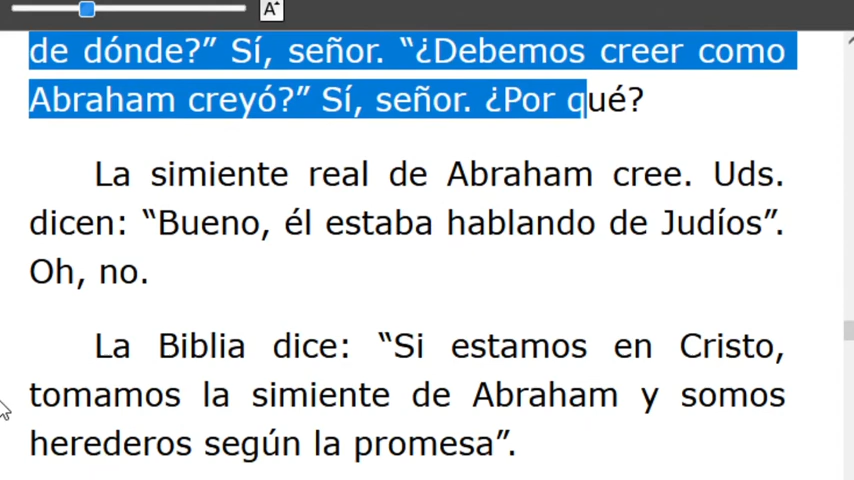 A
de dónde?” Sí, señor. “¿Debemos creer como
Abraham creyó?” Sí, señor. ¿Por qué?
La simiente real de Abraham cree. Uds.
dicen: “Bueno, él estaba hablando de Judíos”.
Oh, no.
La Biblia dice: “Si estamos en Cristo,
tomamos la simiente de Abraham y somos
herederos según la promesa”.